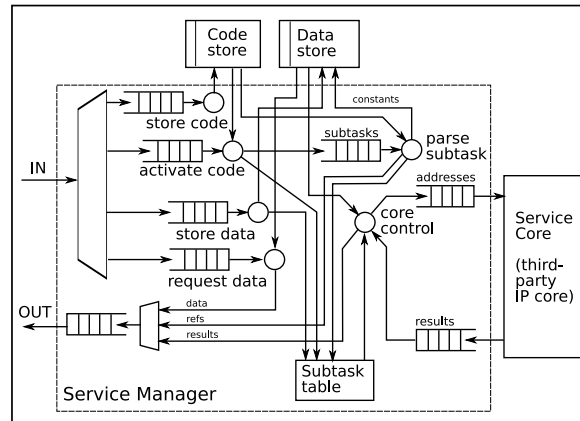 Code
store
Data
store
constants
store code
subtasks
parse
subtask
activate code
IN
addresses
store data
core
control
Service
Core
(third-
party
IP core)
request data
OUT
data
refs
results
results
Subtask
table
Service Manager